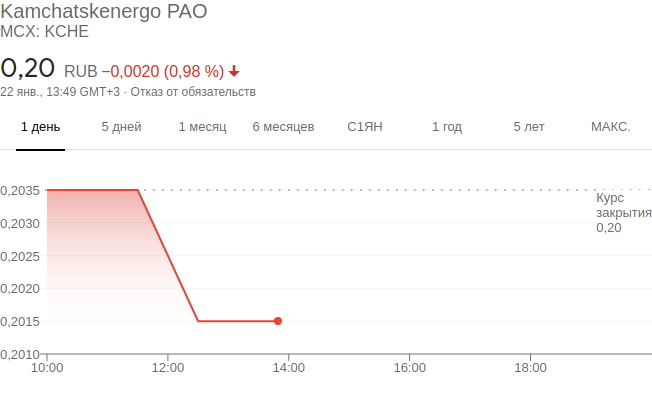 Kamchatskenergo PAO
MCX: KCHE
0,20 RUB −0,0020 (0,98 %)
22 янв., 13:49 GMT+3 · Отказ от обязательств
1 день 5 дней 1 месяц 6 месяцев С1ЯН 1 год 5 лет МАКС.
0,2035
Курс
закрытия
0,20
0,2030
0,2025
0,2020
0,2015
0,2010
10:00 12:00 14:00 16:00 18:00